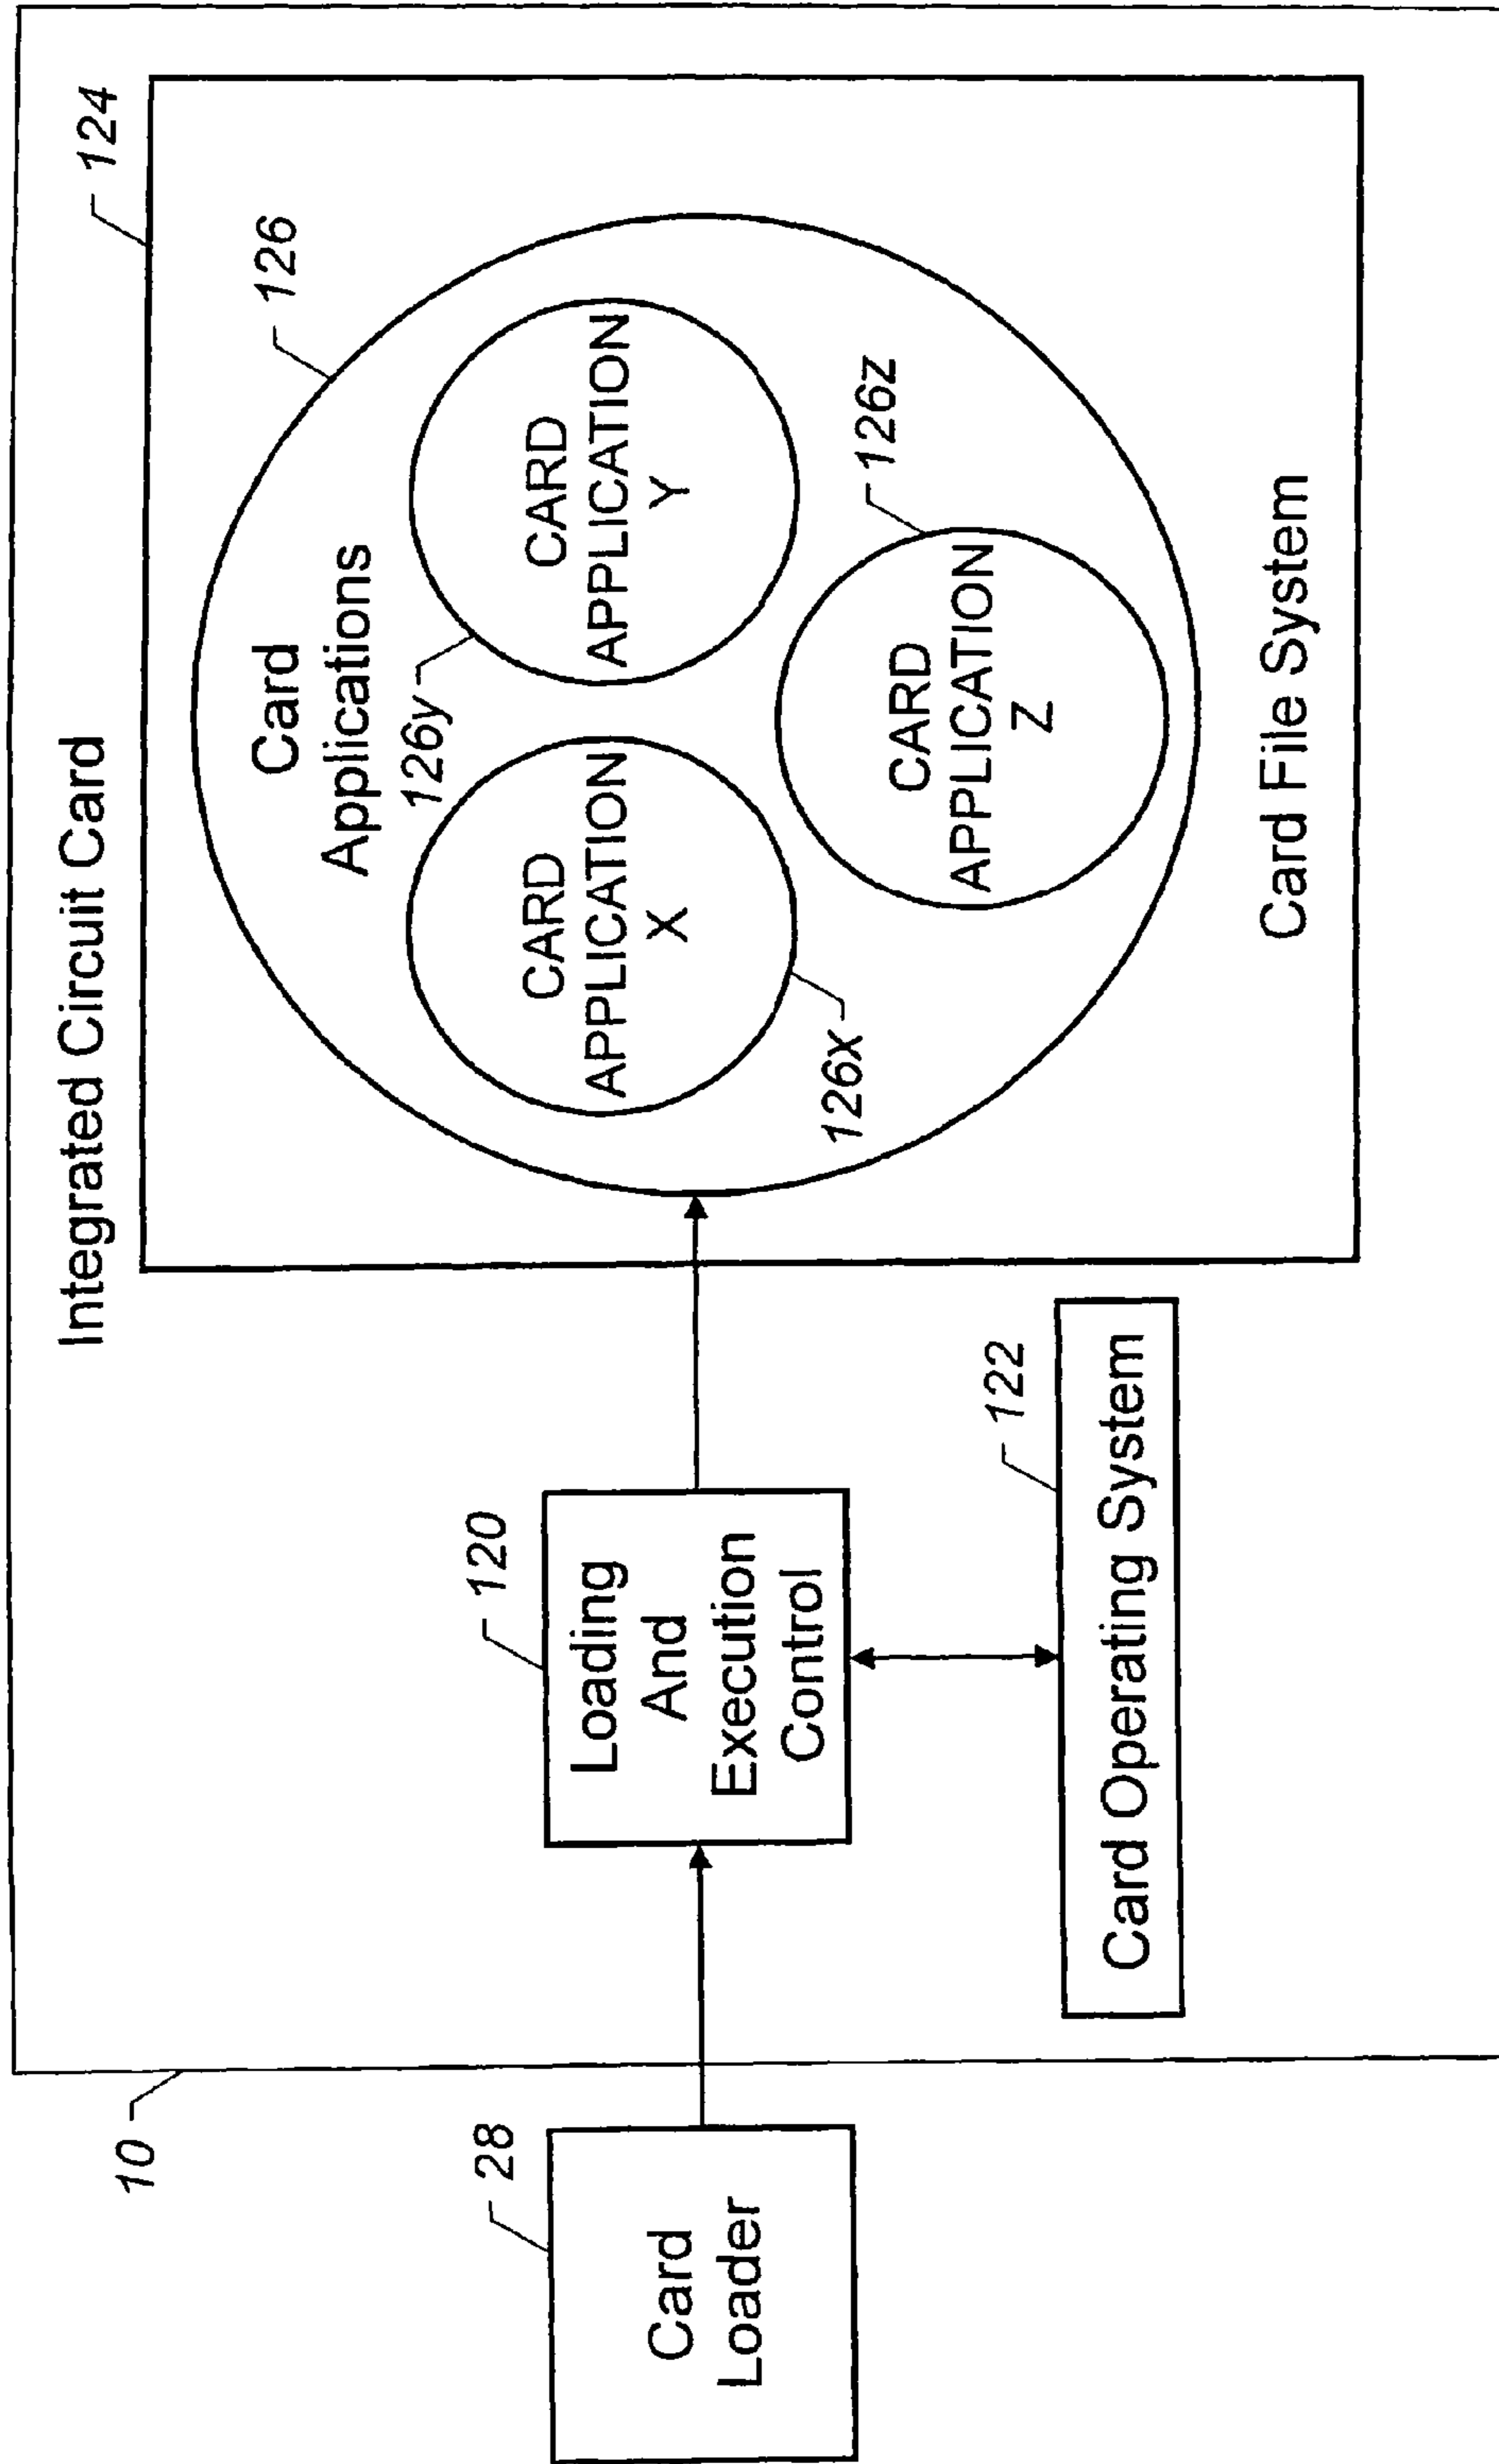 Integrated Circuit Card
10
124
126
Card
Applications
126y
CARD
APPLICATION
X
CARD
APPLICATION
Y
126x
126z
CARD
APPLICATION
Z
Card File System
28
Card
Loader
120
Loading
And
Execution
Control
122
Card Operating System